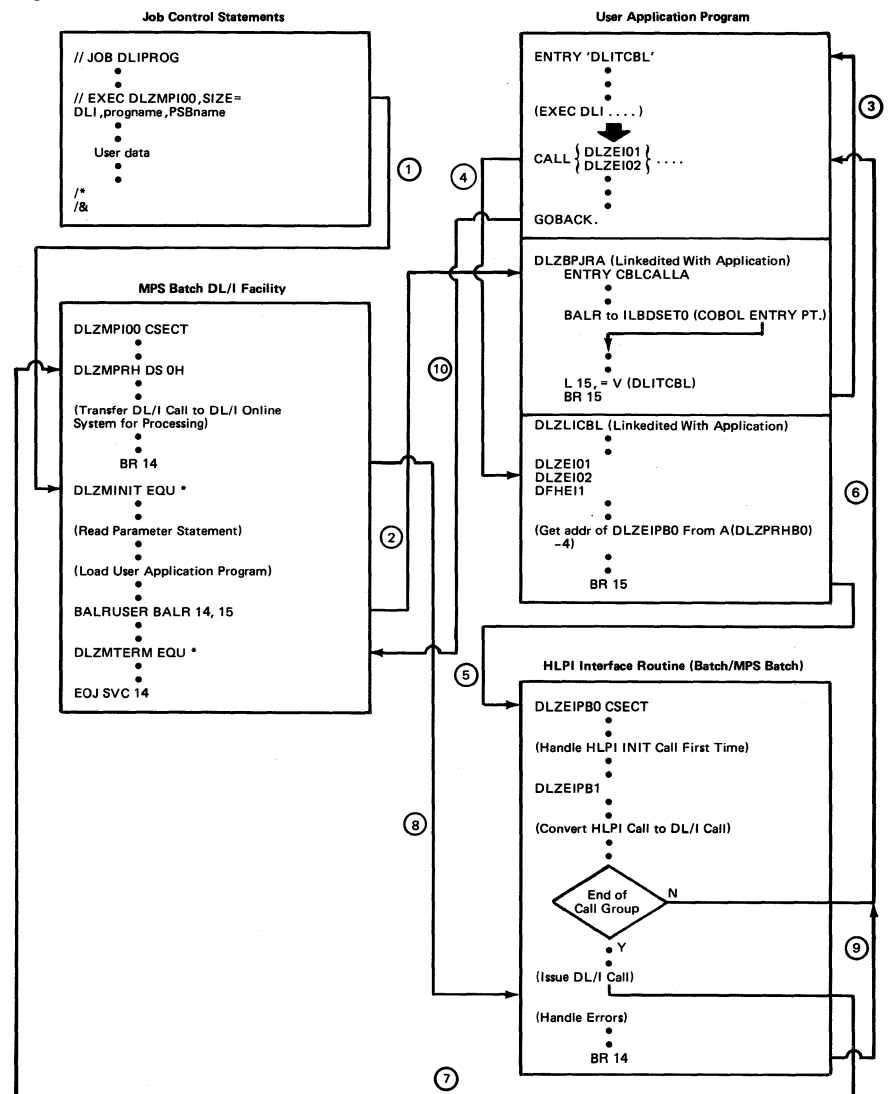 Job Control Statements
// JOB DLIPROG
// EXEC DLZMPI00,SIZE=
DLI,progname,PSBname
User data
/*
/&
1
MPS Batch DL/I Facility
DLZMPI00 CSECT
DLZMPRH DS 0H
(Transfer DL/I Call to DL/I Online
System for Processing)
BR 14
DLZMINIT EQU *
(Read Parameter Statement)
(Load User Application Program)
BALRUSER BALR 14, 15
DLZMTERM EQU *
EOJ SVC 14
2
User Application Program
ENTRY 'DLITCBL'
(EXEC DLI . . . .)
CALL { DLZEI01 } . . . .
{ DLZEI02 }
GOBACK.
3
4
DLZBPJRA (Linkedited With Application)
ENTRY CBLCALLA
BALR to ILBDSET0 (COBOL ENTRY PT.)
L 15, = V (DLITCBL)
BR 15
10
DLZLICBL (Linkedited With Application)
DLZEI01
DLZEI02
DFHEI1
(Get addr of DLZEIPB0 From A(DLZPRHB0)
-4)
BR 15
6
5
HLPI Interface Routine (Batch/MPS Batch)
DLZEIPB0 CSECT
(Handle HLPI INIT Call First Time)
DLZEIPB1
(Convert HLPI Call to DL/I Call)
End of
Call Group
N
Y
(Issue DL/I Call)
(Handle Errors)
BR 14
8
9
7